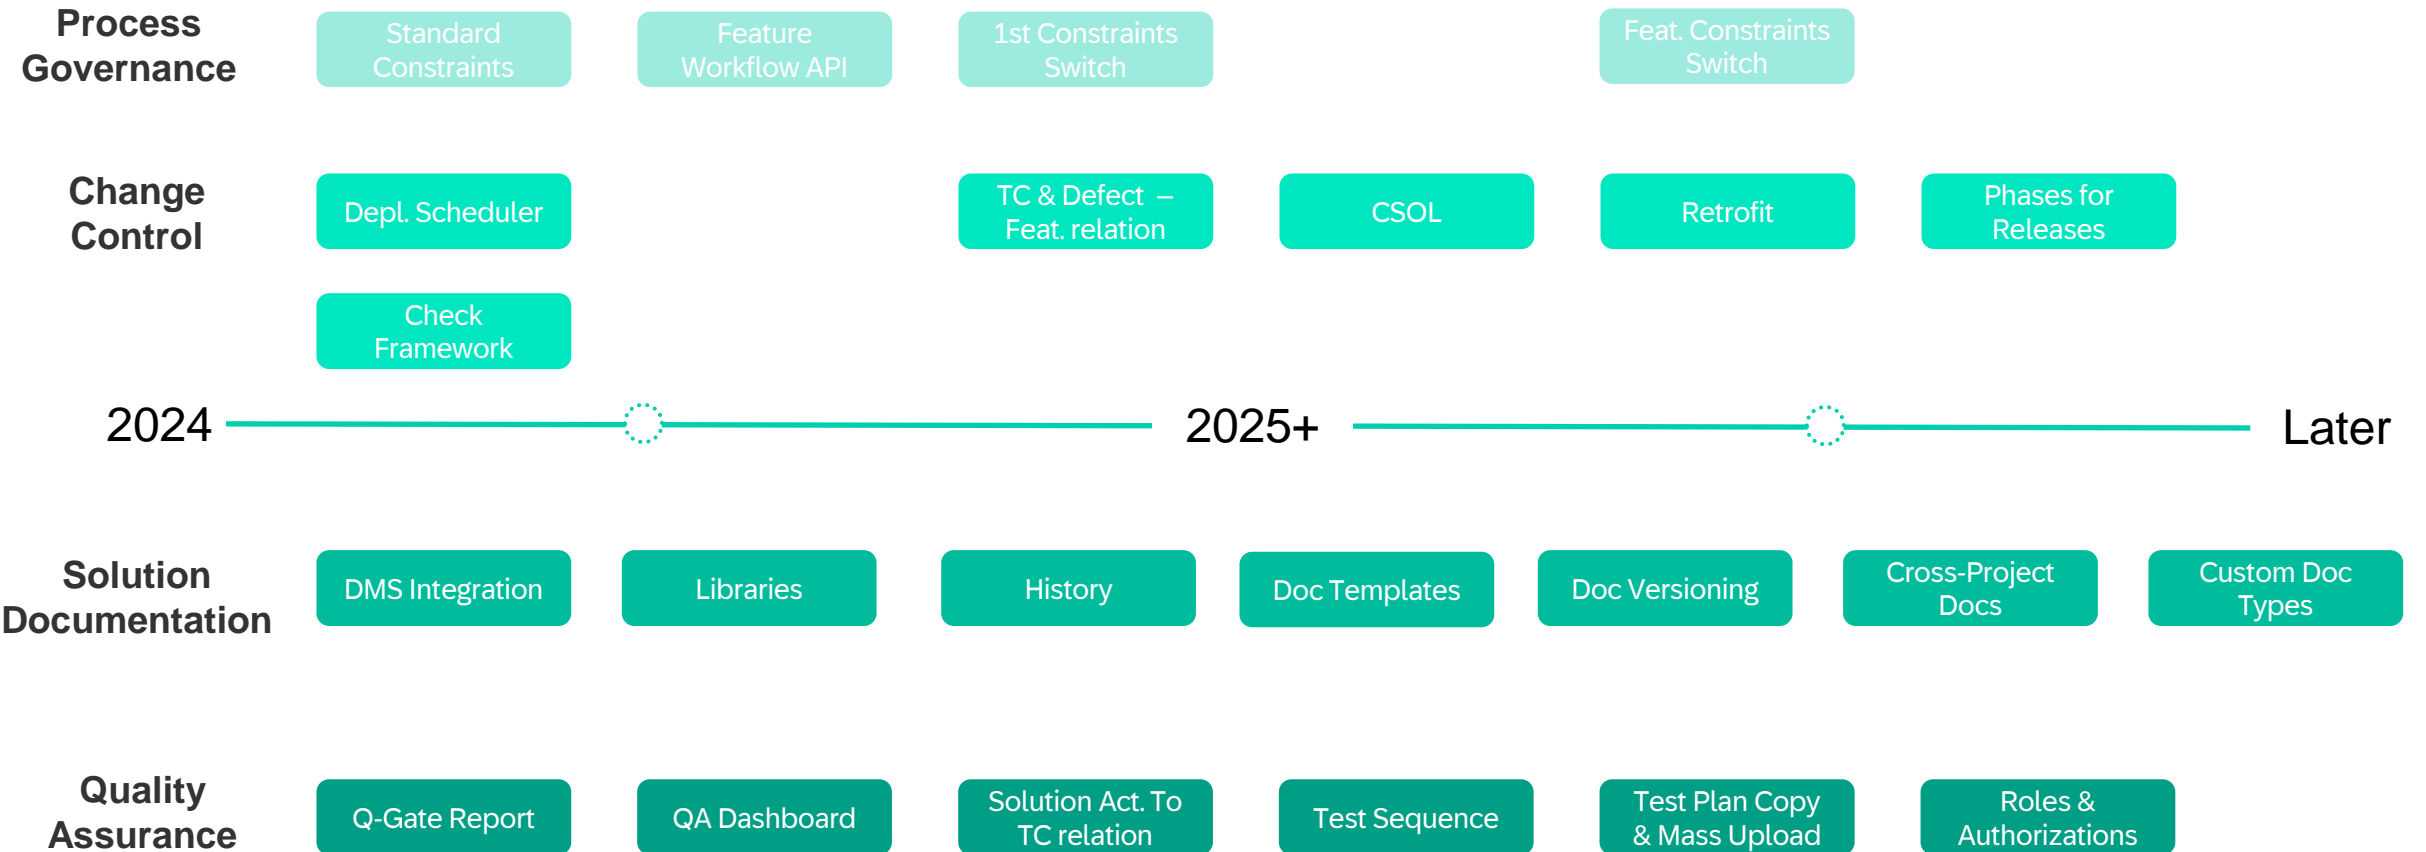 Process
Governance
Standard
Constraints
Feature
Workflow API
1st Constraints
Switch
Feat. Constraints
Switch
Change
Control
Depl. Scheduler
TC & Defect –
Feat. relation
CSOL
Retrofit
Phases for
Releases
Check
Framework
2024
2025+
Later
Solution
Documentation
DMS Integration
Libraries
History
Doc Templates
Doc Versioning
Cross-Project
Docs
Custom Doc
Types
Quality
Assurance
Q-Gate Report
QA Dashboard
Solution Act. To
TC relation
Test Sequence
Test Plan Copy
& Mass Upload
Roles &
Authorizations